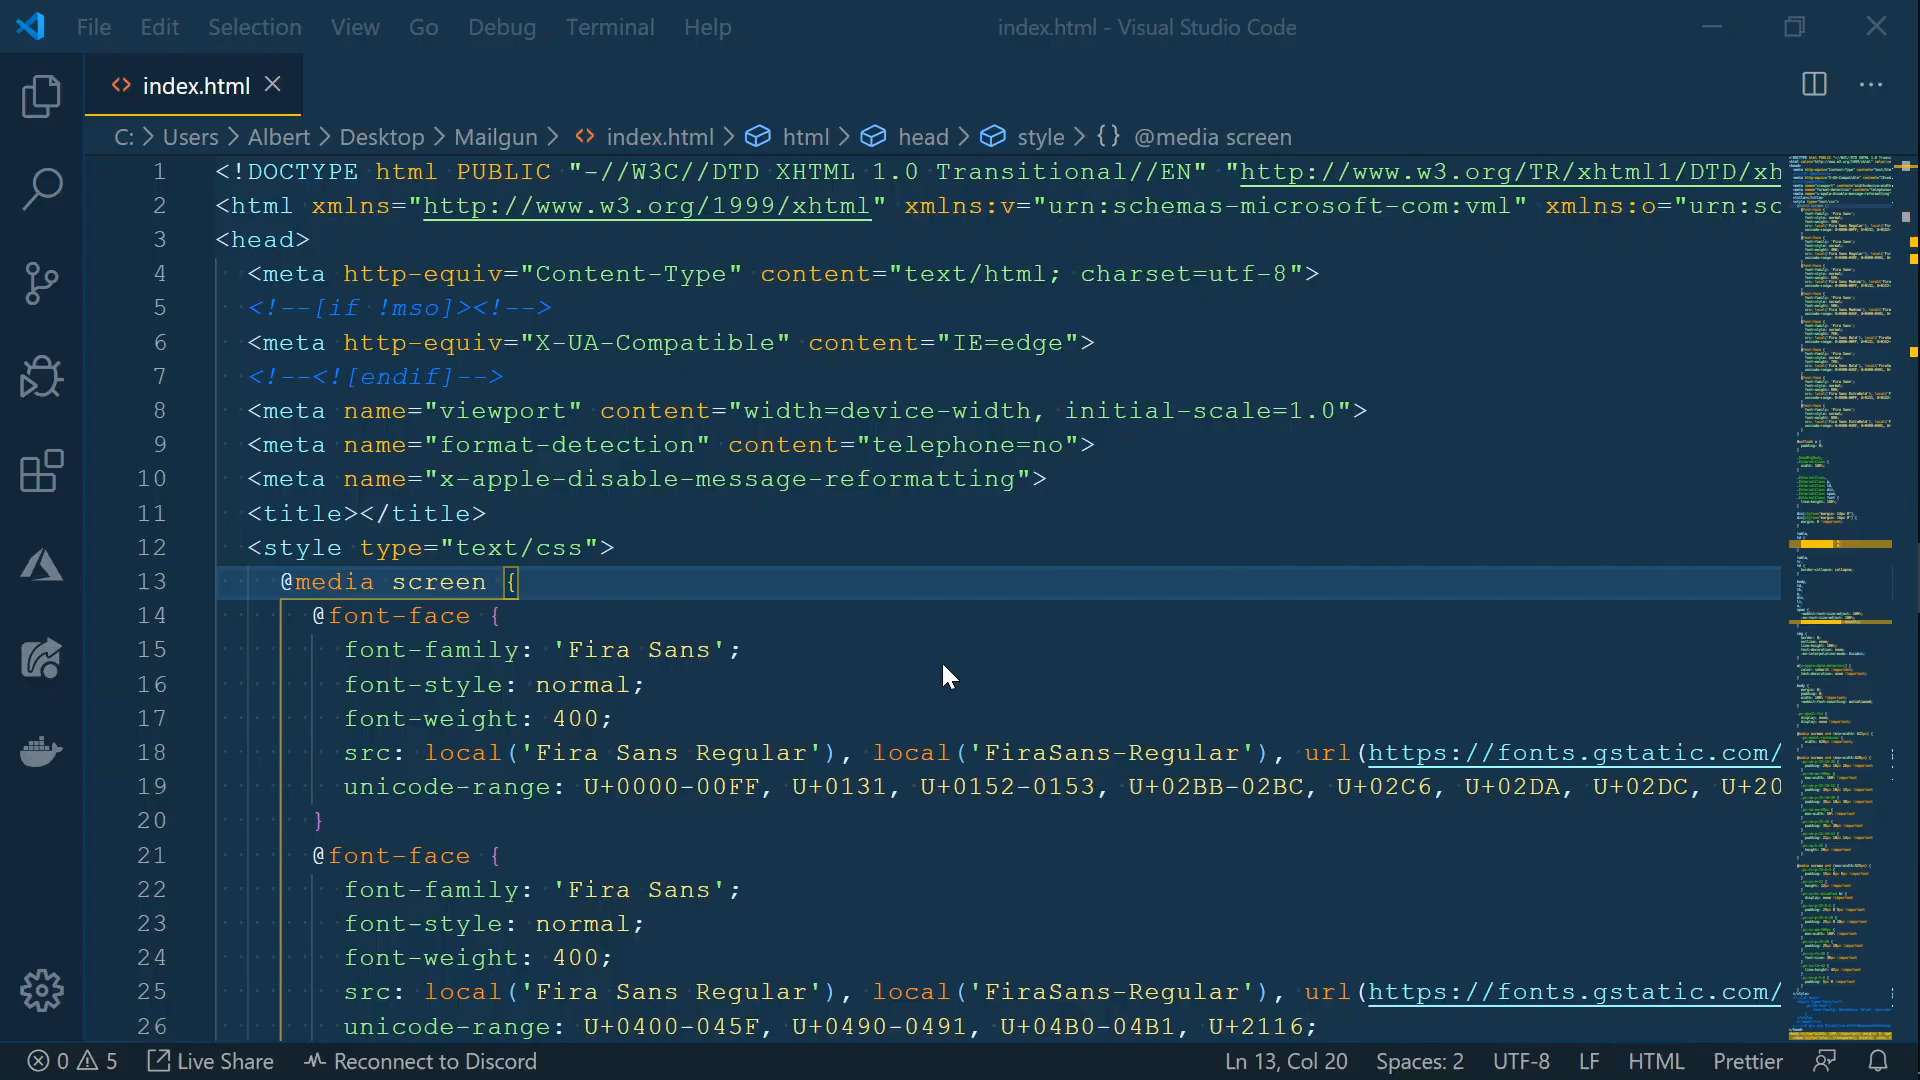 File Edit Selection View Go Debug Terminal Help index.html - Visual Studio Code
index.html
C: > Users > Albert > Desktop > Mailgun > index.html > html > head > style > {} @media screen
1 <!DOCTYPE html PUBLIC "-//W3C//DTD XHTML 1.0 Transitional//EN" "http://www.w3.org/TR/xhtml1/DTD/xh
2 <html xmlns="http://www.w3.org/1999/xhtml" xmlns:v="urn:schemas-microsoft-com:vml" xmlns:o="urn:sc
3 <head>
4 <meta http-equiv="Content-Type" content="text/html; charset=utf-8">
5 <!--[if !mso]><!-->
6 <meta http-equiv="X-UA-Compatible" content="IE=edge">
7 <!--<![endif]-->
8 <meta name="viewport" content="width=device-width, initial-scale=1.0">
9 <meta name="format-detection" content="telephone=no">
10 <meta name="x-apple-disable-message-reformatting">
11 <title></title>
12 <style type="text/css">
13 @media screen {
14 @font-face {
15 font-family: 'Fira Sans';
16 font-style: normal;
17 font-weight: 400;
18 src: local('Fira Sans Regular'), local('FiraSans-Regular'), url(https://fonts.gstatic.com/
19 unicode-range: U+0000-00FF, U+0131, U+0152-0153, U+02BB-02BC, U+02C6, U+02DA, U+02DC, U+20
20 }
21 @font-face {
22 font-family: 'Fira Sans';
23 font-style: normal;
24 font-weight: 400;
25 src: local('Fira Sans Regular'), local('FiraSans-Regular'), url(https://fonts.gstatic.com/
26 unicode-range: U+0400-045F, U+0490-0491, U+04B0-04B1, U+2116;
0 5 Live Share Reconnect to Discord Ln 13, Col 20 Spaces: 2 UTF-8 LF HTML Prettier